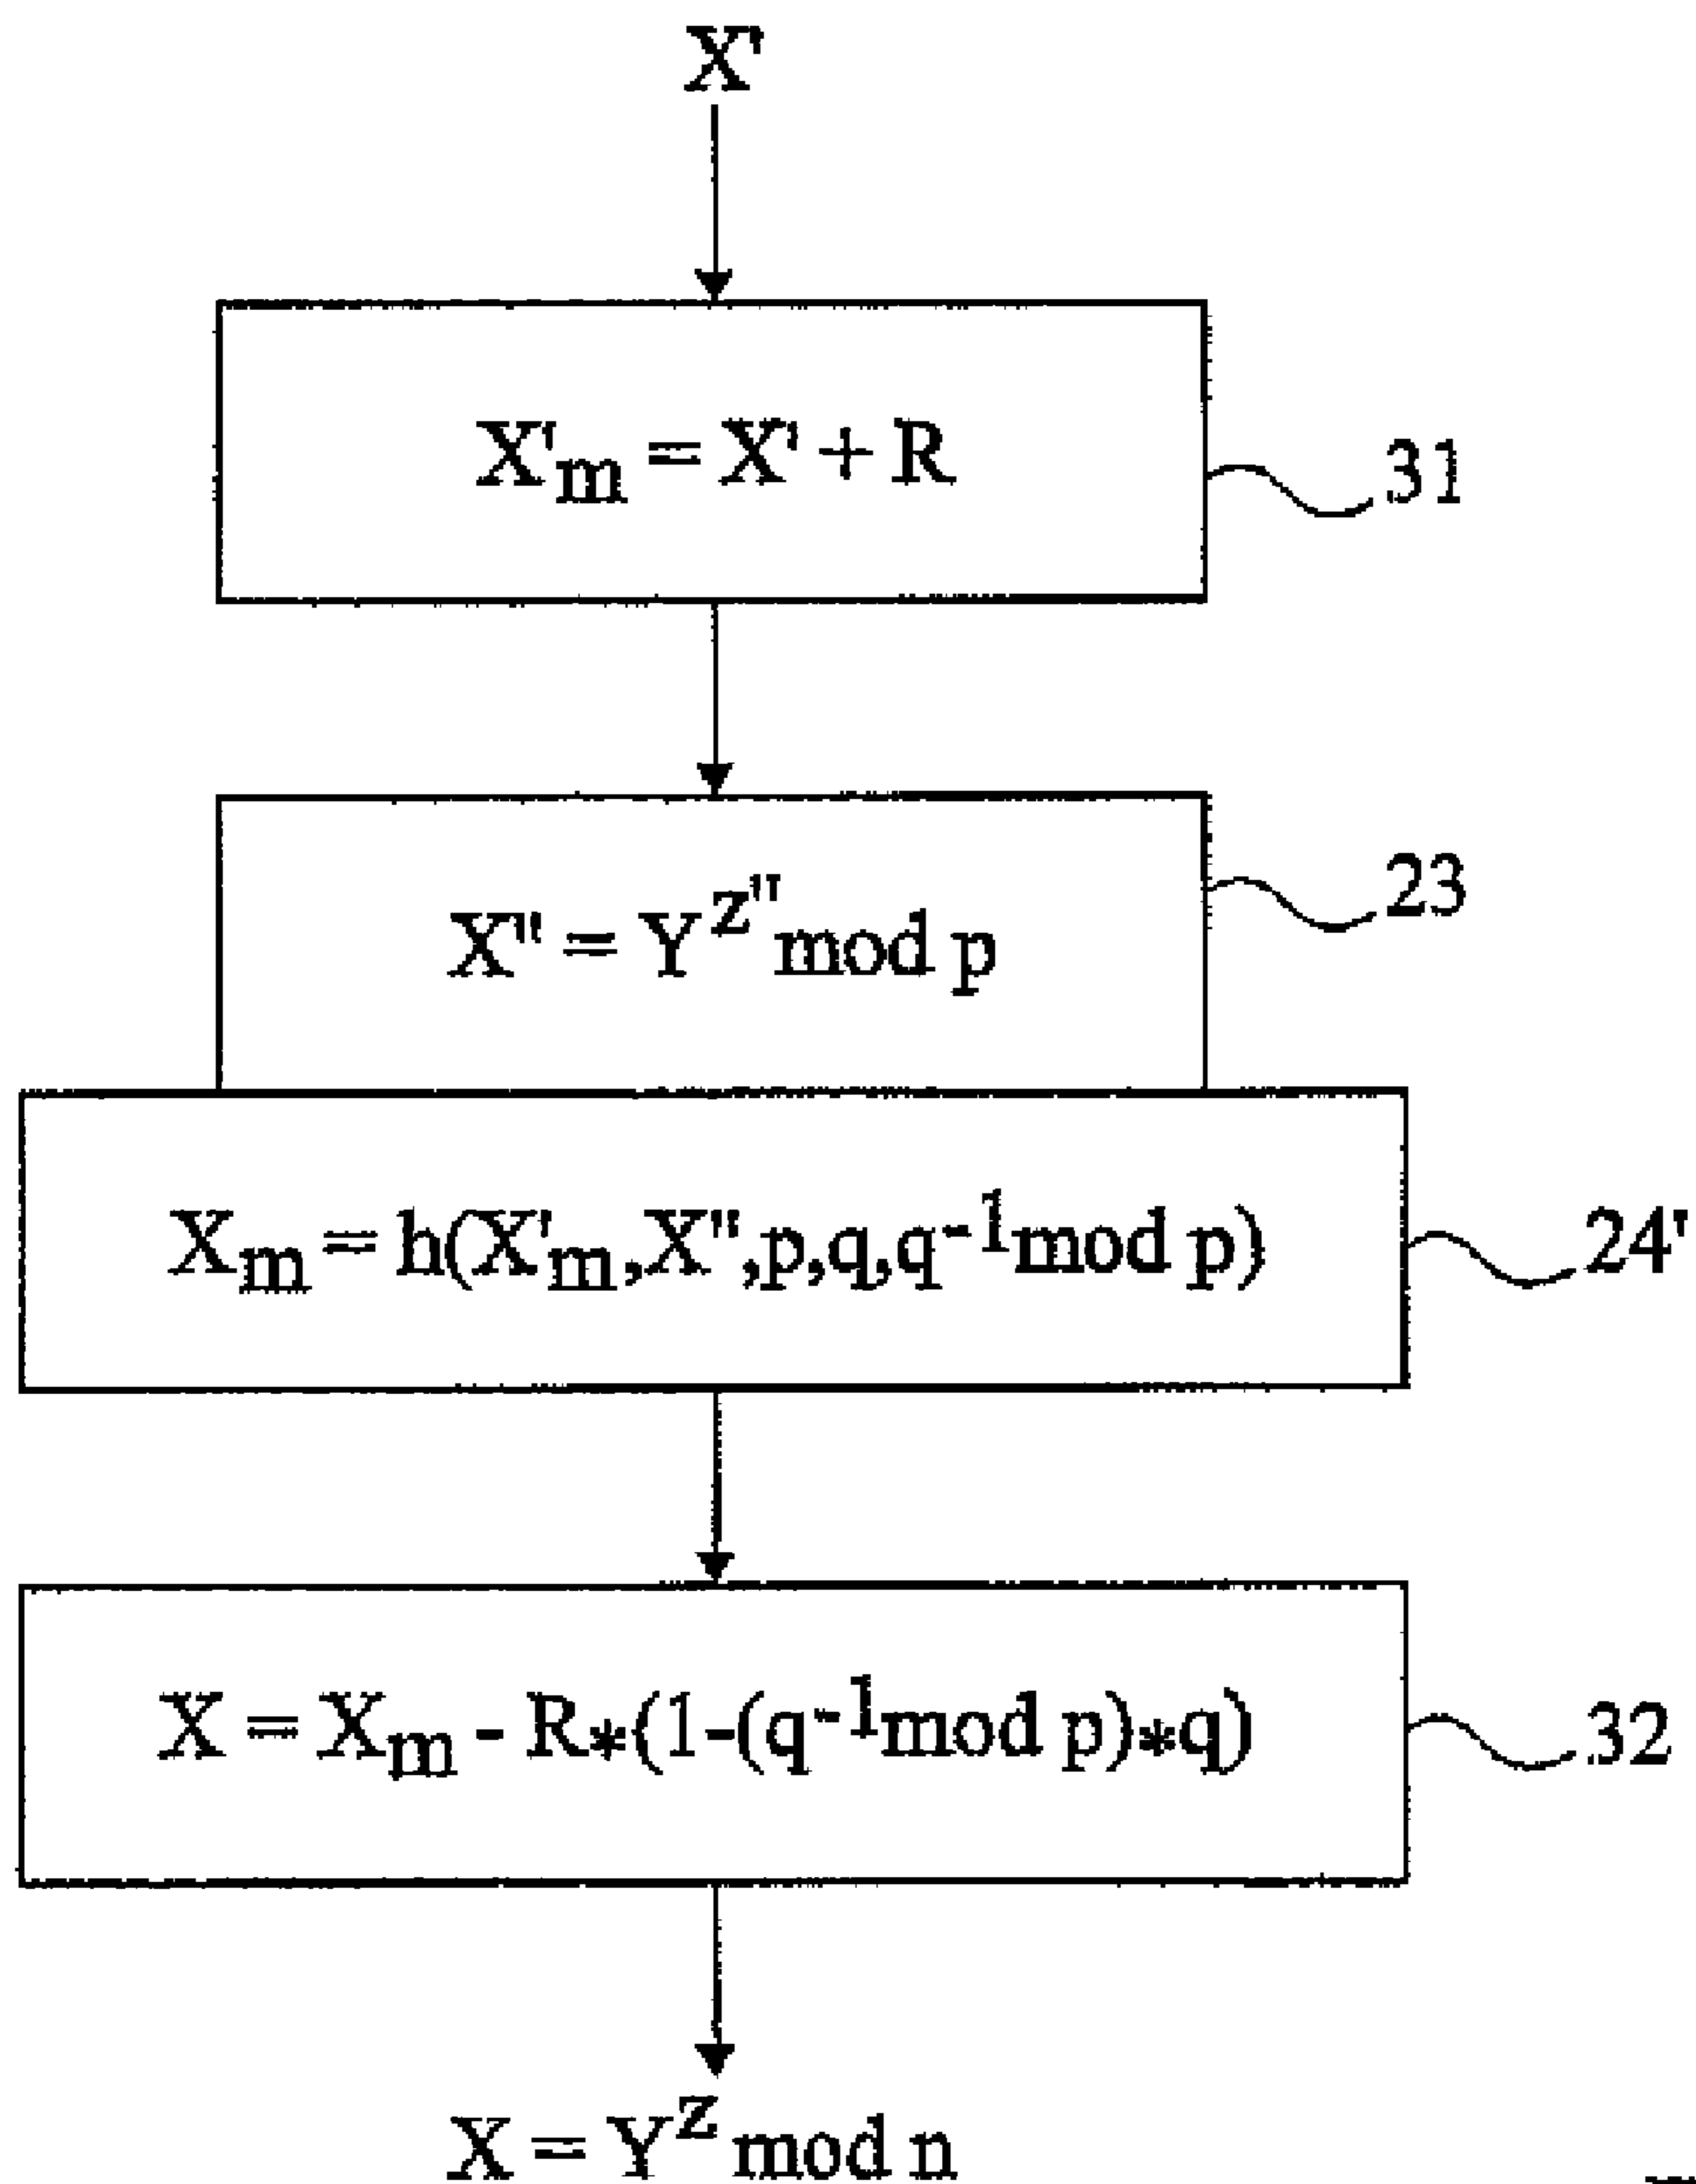 X'
X'm = X' + R
31
X'' = Y^z'' mod p
23
Xm = h(X'm,X'',p,q,q^-1 mod p)
24'
X = Xm - R*(1-(q^-1 mod p)*q)
32
X = Y^z mod n